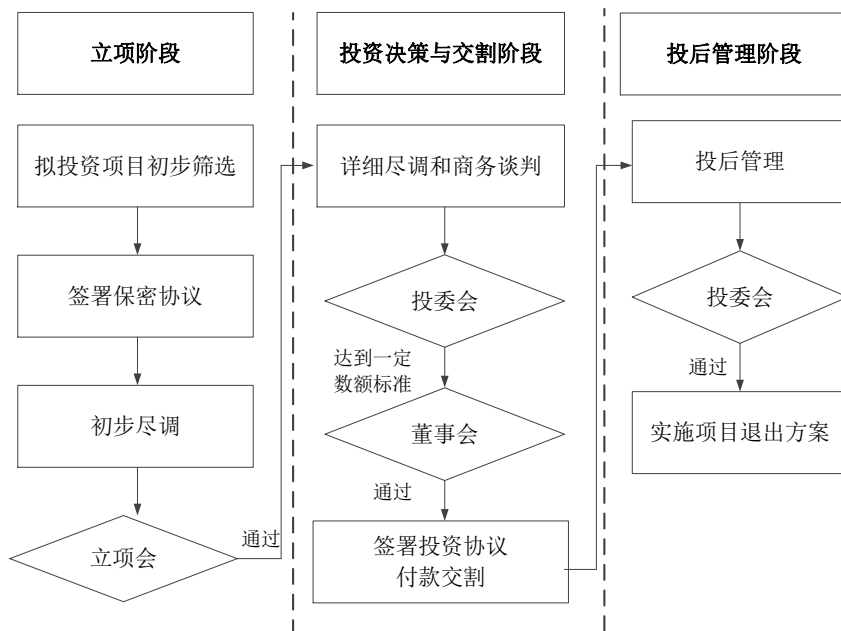 立项阶段
拟投资项目初步筛选
签署保密协议
初步尽调
立项会
通过
投资决策与交割阶段
详细尽调和商务谈判
投委会
达到一定
数额标准
董事会
通过
签署投资协议
付款交割
投后管理阶段
投后管理
投委会
通过
实施项目退出方案